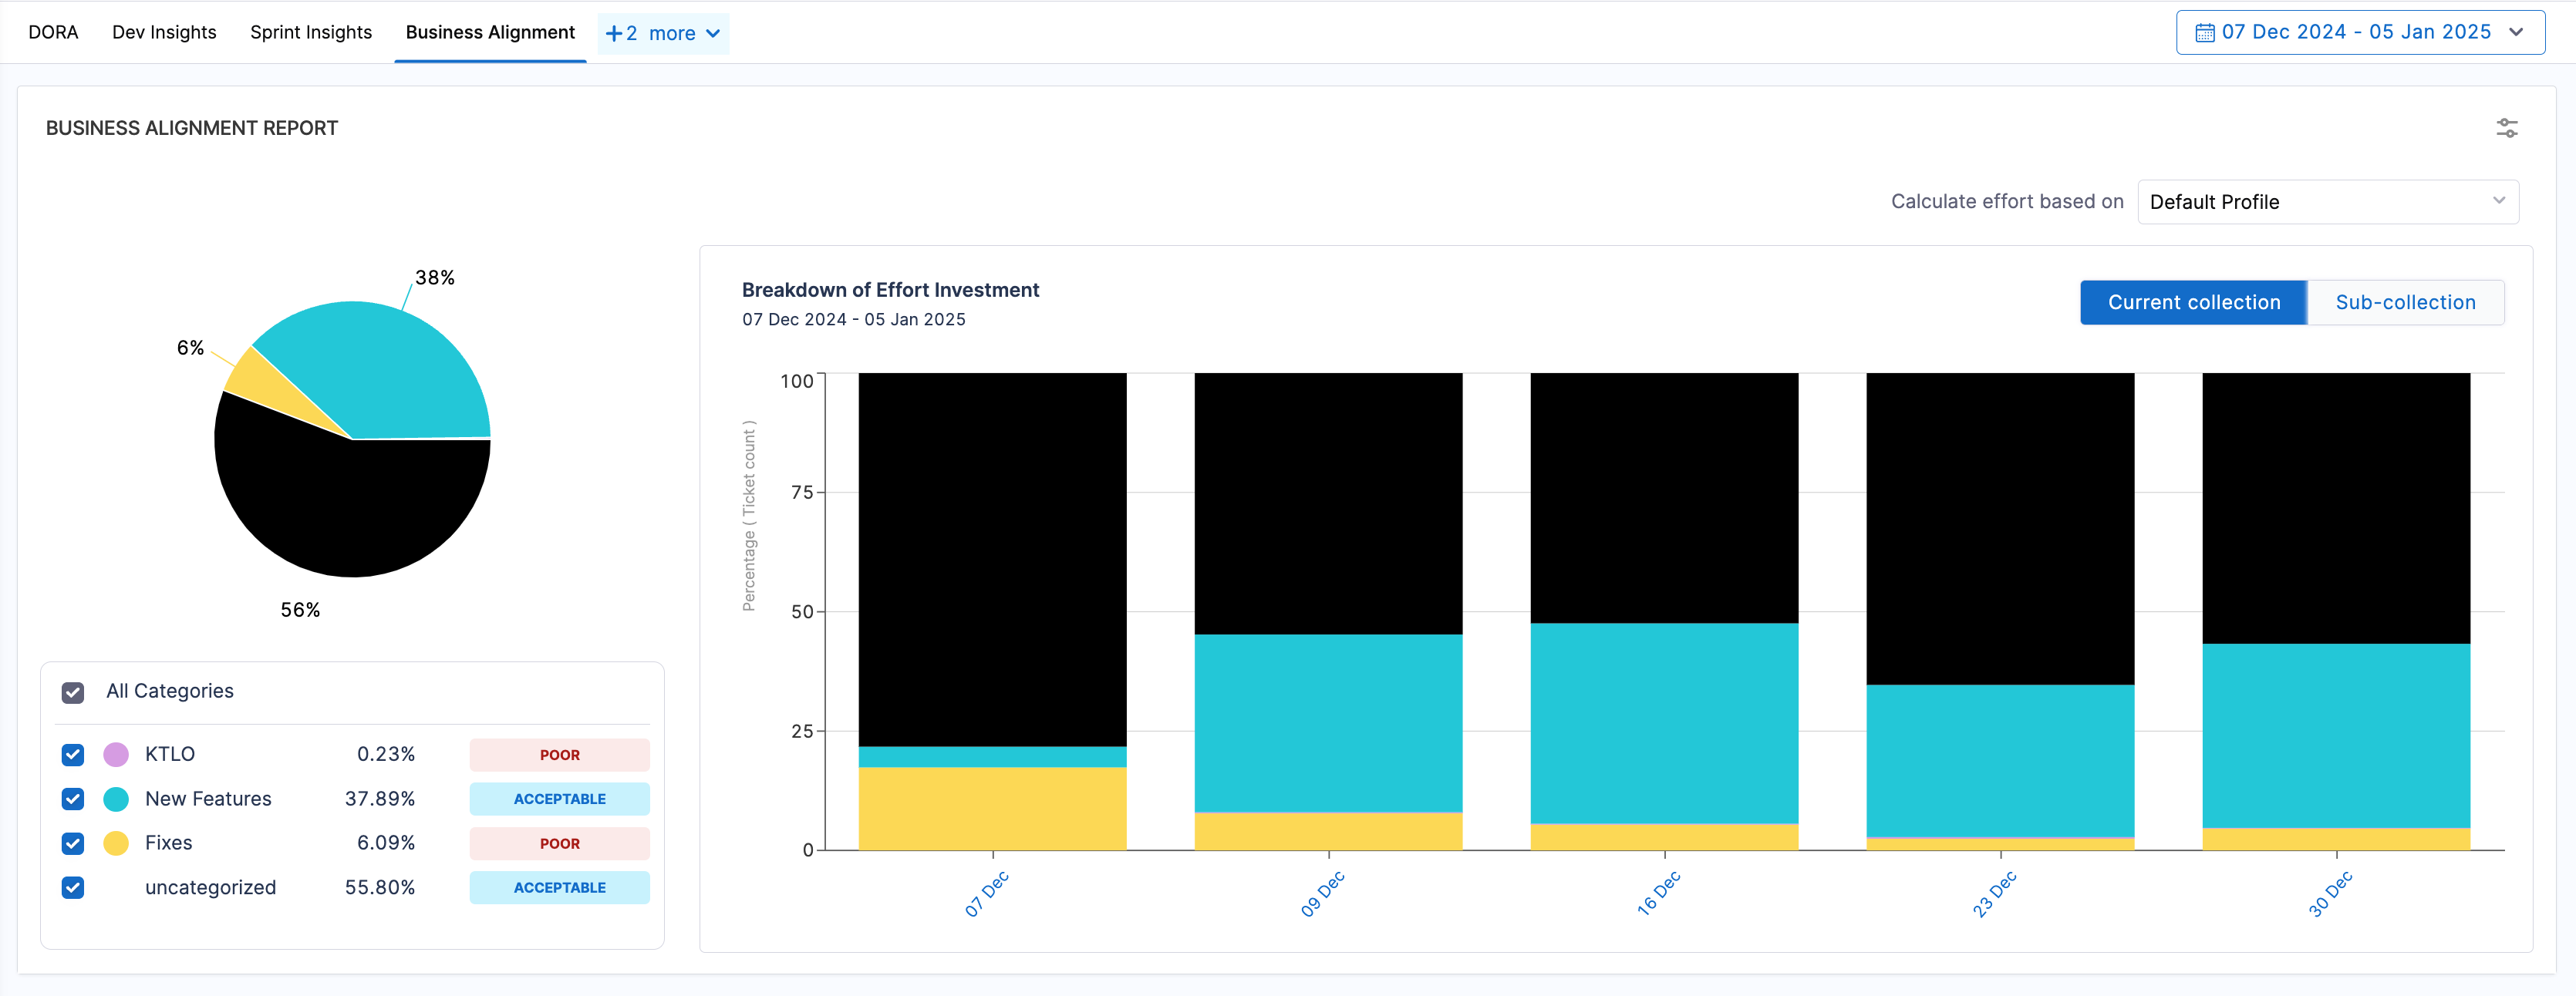 DORA
Dev Insights
Sprint Insights
Business Alignment
+2 more
07 Dec 2024 - 05 Jan 2025
BUSINESS ALIGNMENT REPORT
Calculate effort based on
Default Profile
38%
6%
56%
All Categories
KTLO 0.23% POOR
New Features 37.89% ACCEPTABLE
Fixes 6.09% POOR
uncategorized 55.80% ACCEPTABLE
Breakdown of Effort Investment
07 Dec 2024 - 05 Jan 2025
Current collection
Sub-collection
Percentage ( Ticket count )
100
75
50
25
0
07 Dec
09 Dec
16 Dec
23 Dec
30 Dec